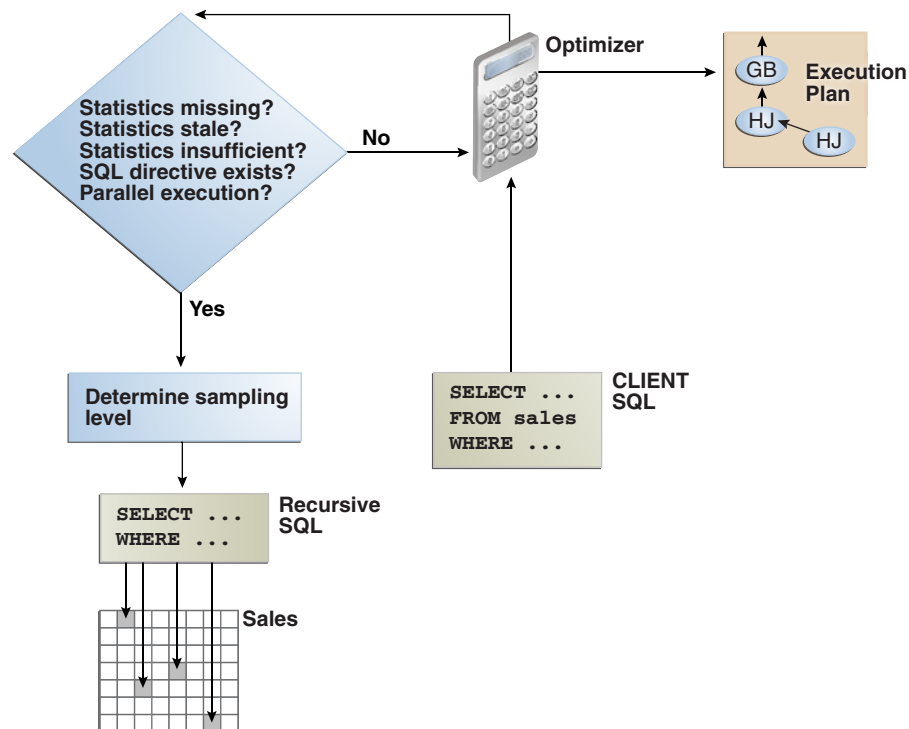 Optimizer
GB
HJ
HJ
Execution
Plan
Statistics missing?
Statistics stale?
Statistics insufficient?
SQL directive exists?
Parallel execution?
No
Yes
Determine sampling
level
SELECT ...
FROM sales
WHERE ...
CLIENT
SQL
SELECT ...
WHERE ...
Recursive
SQL
Sales